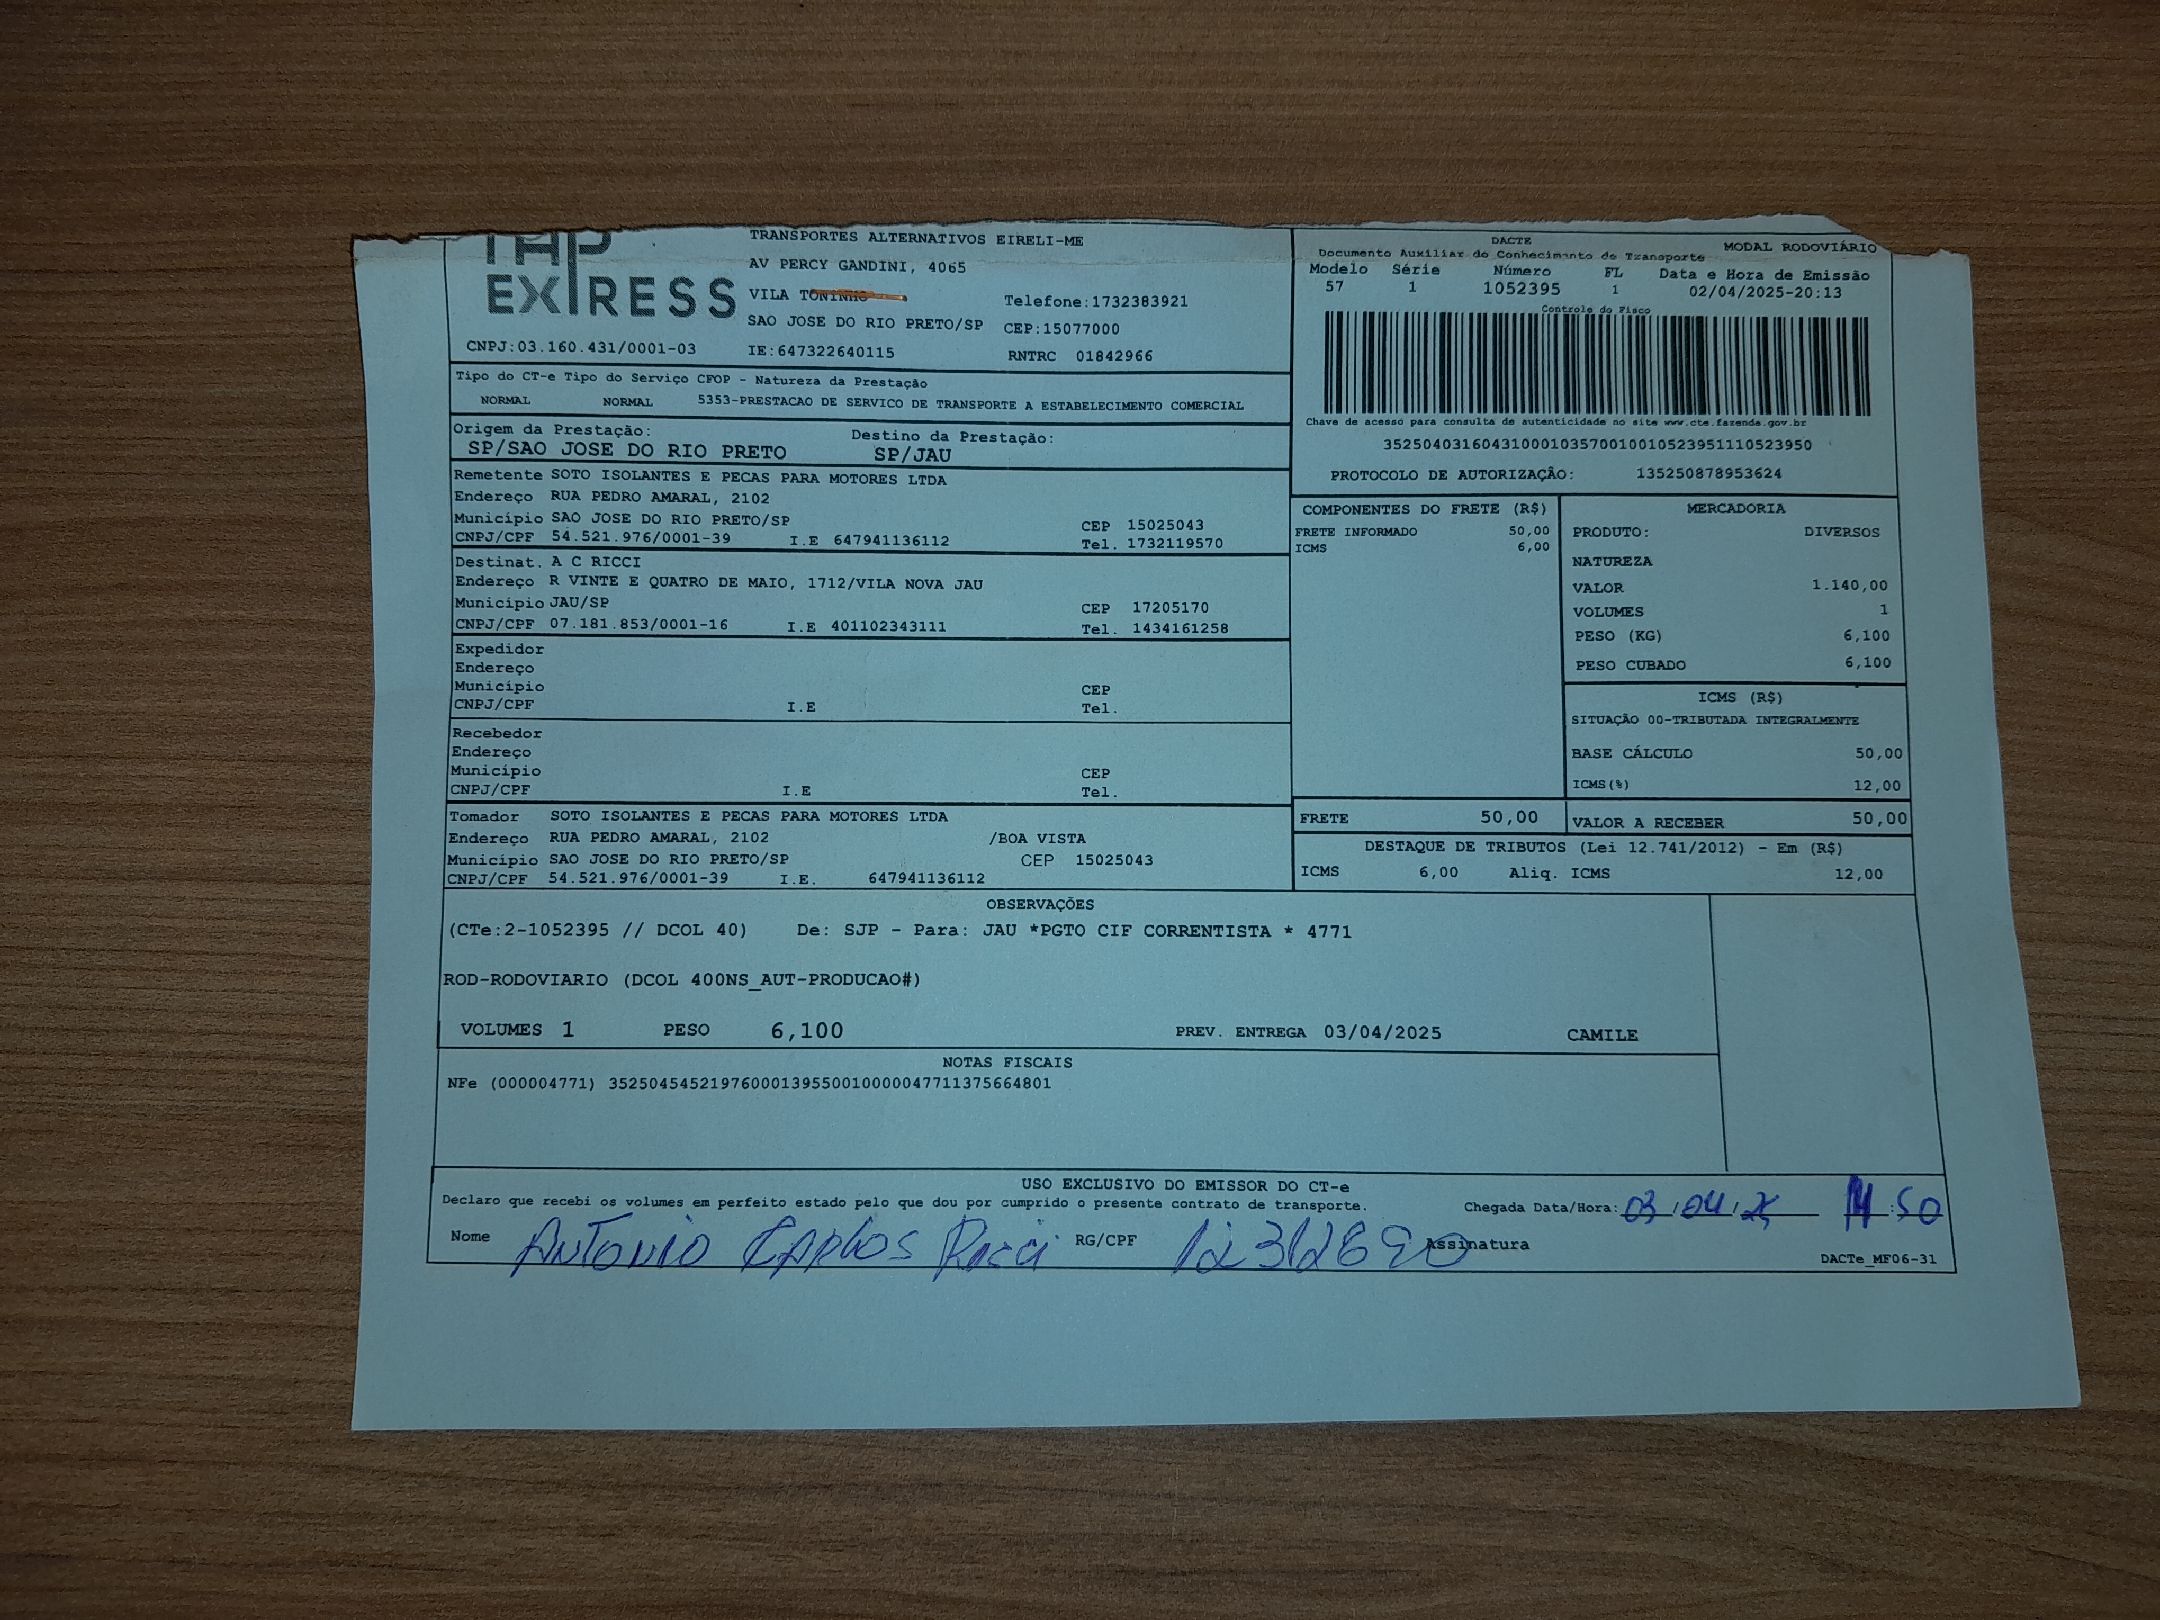 TAP
EXPRESS
TRANSPORTES ALTERNATIVOS EIRELI-ME
AV PERCY GANDINI, 4065
VILA TONINHO
Telefone:1732383921
SAO JOSE DO RIO PRETO/SP CEP:15077000
CNPJ:03.160.431/0001-03 IE:647322640115 RNTRC 01842966
DACTE MODAL RODOVIÁRIO
Documento Auxiliar do Conhecimento de Transporte
Modelo Série Número FL Data e Hora de Emissão
57 1 1052395 1 02/04/2025-20:13
Controle do Fisco
Chave de acesso para consulta de autenticidade no site www.cte.fazenda.gov.br
35250403160431000103570010010523951110523950
PROTOCOLO DE AUTORIZAÇÃO: 135250878953624
Tipo do CT-e Tipo do Serviço CFOP - Natureza da Prestação
NORMAL NORMAL 5353-PRESTACAO DE SERVICO DE TRANSPORTE A ESTABELECIMENTO COMERCIAL
Origem da Prestação: Destino da Prestação:
SP/SAO JOSE DO RIO PRETO SP/JAU
Remetente SOTO ISOLANTES E PECAS PARA MOTORES LTDA
Endereço RUA PEDRO AMARAL, 2102
Município SAO JOSE DO RIO PRETO/SP CEP 15025043
CNPJ/CPF 54.521.976/0001-39 I.E 647941136112 Tel. 1732119570
Destinat. A C RICCI
Endereço R VINTE E QUATRO DE MAIO, 1712/VILA NOVA JAU
Município JAU/SP CEP 17205170
CNPJ/CPF 07.181.853/0001-16 I.E 401102343111 Tel. 1434161258
Expedidor
Endereço
Município CEP
CNPJ/CPF I.E Tel.
Recebedor
Endereço
Município CEP
CNPJ/CPF I.E Tel.
Tomador SOTO ISOLANTES E PECAS PARA MOTORES LTDA
Endereço RUA PEDRO AMARAL, 2102 /BOA VISTA
Município SAO JOSE DO RIO PRETO/SP CEP 15025043
CNPJ/CPF 54.521.976/0001-39 I.E. 647941136112
COMPONENTES DO FRETE (R$)
FRETE INFORMADO 50,00
ICMS 6,00
MERCADORIA
PRODUTO: DIVERSOS
NATUREZA
VALOR 1.140,00
VOLUMES 1
PESO (KG) 6,100
PESO CUBADO 6,100
ICMS (R$)
SITUAÇÃO 00-TRIBUTADA INTEGRALMENTE
BASE CÁLCULO 50,00
ICMS(%) 12,00
FRETE 50,00 VALOR A RECEBER 50,00
DESTAQUE DE TRIBUTOS (Lei 12.741/2012) - Em (R$)
ICMS 6,00 Aliq. ICMS 12,00
OBSERVAÇÕES
(CTe:2-1052395 // DCOL 40) De: SJP - Para: JAU *PGTO CIF CORRENTISTA * 4771
ROD-RODOVIARIO (DCOL 400NS_AUT-PRODUCAO#)
VOLUMES 1 PESO 6,100 PREV. ENTREGA 03/04/2025 CAMILE
NOTAS FISCAIS
NFe (000004771) 35250454521976000139550010000047711375664801
USO EXCLUSIVO DO EMISSOR DO CT-e
Declaro que recebi os volumes em perfeito estado pelo que dou por cumprido o presente contrato de transporte. Chegada Data/Hora: 03/04/25 :50
Nome Antonio Carlos Ricci RG/CPF 12312690 Assinatura
DACTe_MF06-31